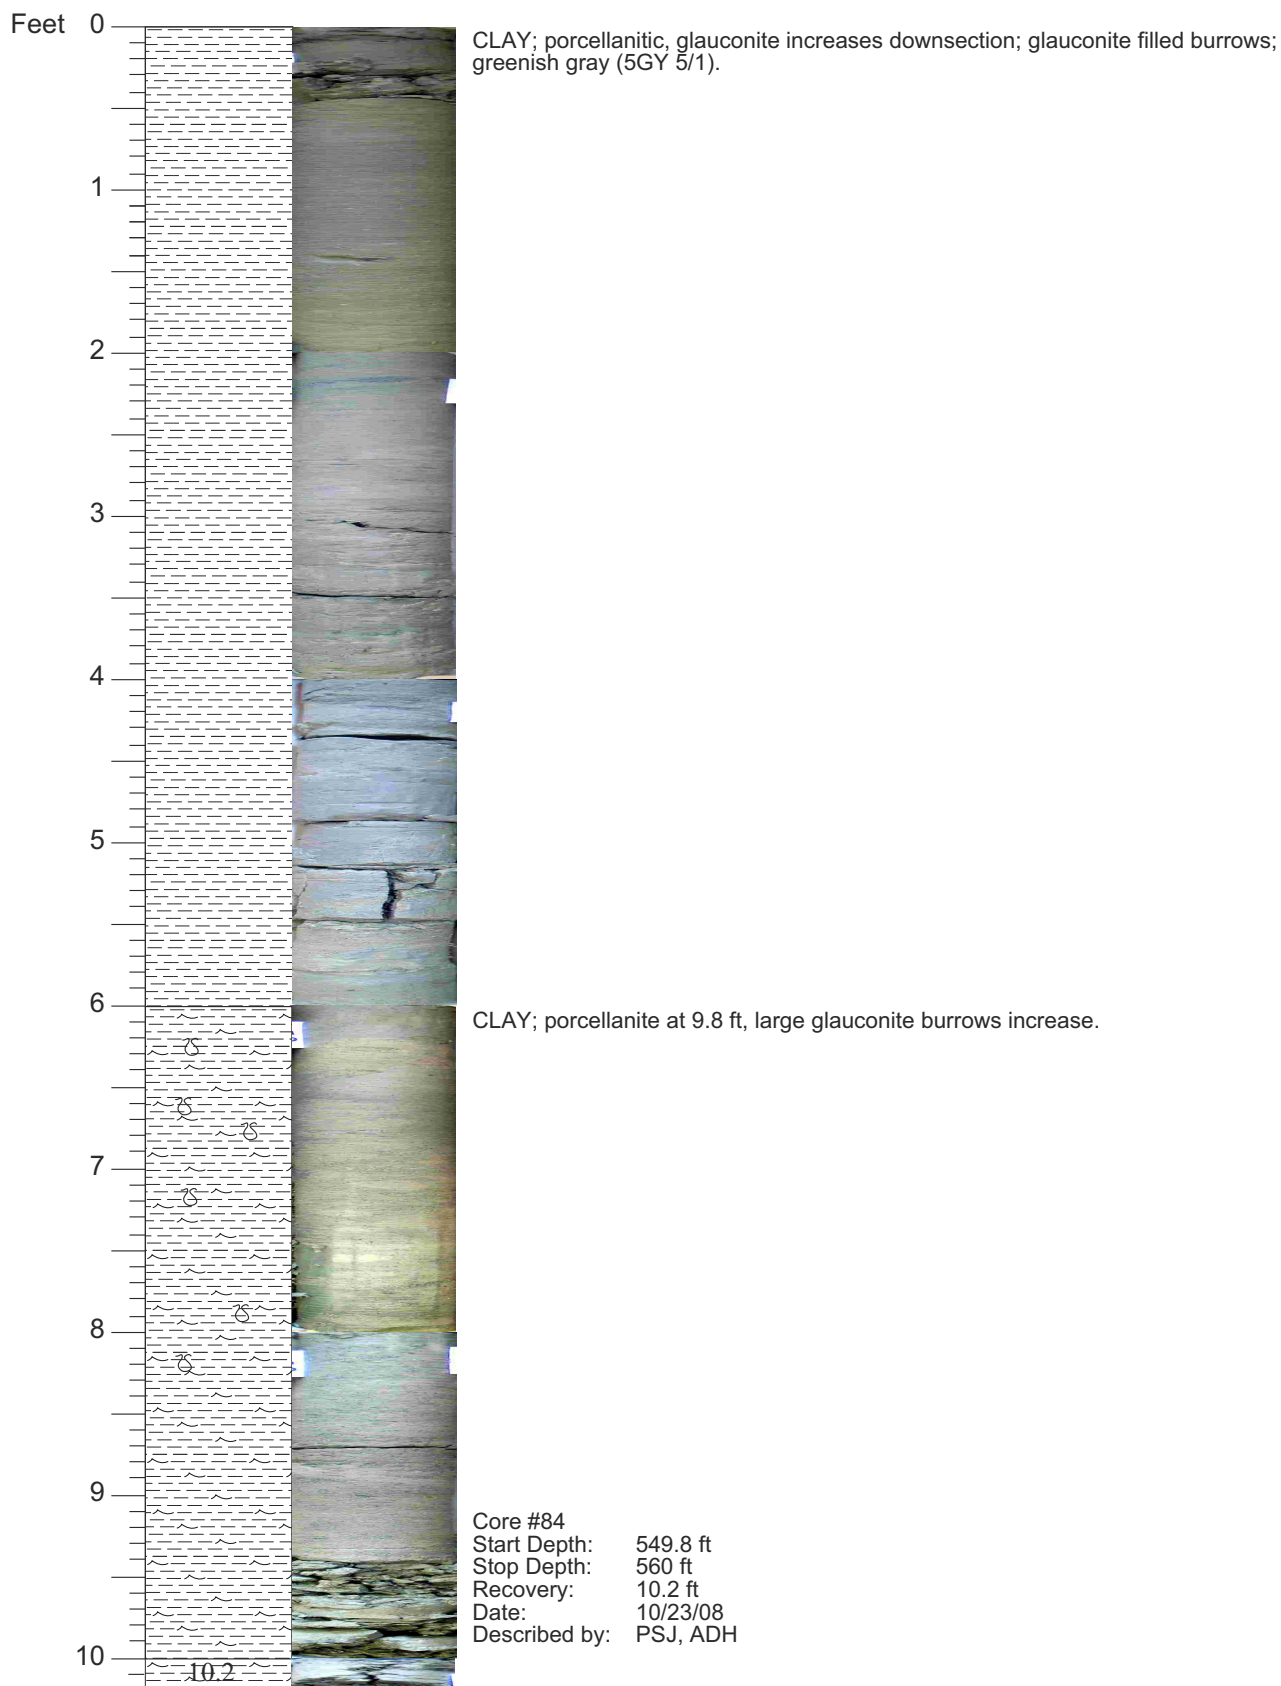 Feet 0
CLAY; porcellanitic, glauconite increases downsection; glauconite filled burrows;
greenish gray (5GY 5/1).
1
2
3
4
5
6
CLAY; porcellanite at 9.8 ft, large glauconite burrows increase.
7
8
9
Core #84
Start Depth: 549.8 ft
Stop Depth: 560 ft
Recovery: 10.2 ft
Date: 10/23/08
Described by: PSJ, ADH
10
10.2